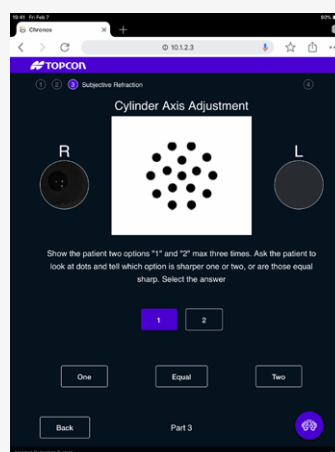 19:41 Fri Feb 7
90%
Chronos
10.1.2.3
TOPCON
1 2 3 Subjective Refraction 4
Cylinder Axis Adjustment
R L
Show the patient two options "1" and "2" max three times. Ask the patient to
look at dots and tell which option is sharper one or two, or are those equal
sharp. Select the answer
1 2
One Equal Two
Back Part 3